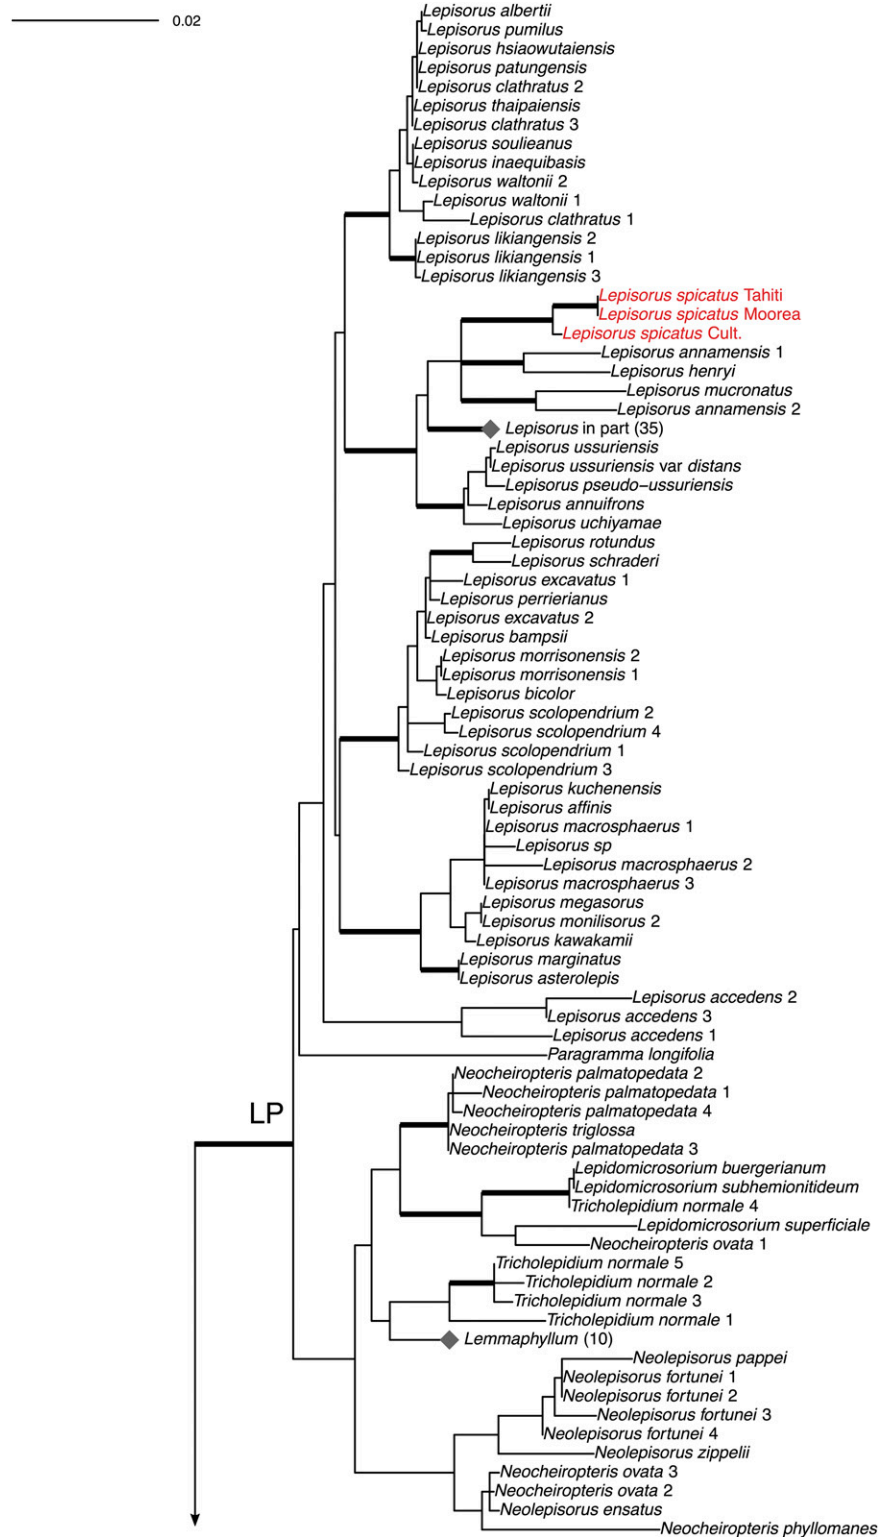 0.02
Lepisorus albertii
Lepisorus pumilus
Lepisorus hsiaowutaiensis
Lepisorus patungensis
Lepisorus clathratus 2
Lepisorus thaipaiensis
Lepisorus clathratus 3
Lepisorus soulieanus
Lepisorus inaequibasis
Lepisorus waltonii 2
Lepisorus waltonii 1
Lepisorus clathratus 1
Lepisorus likiangensis 2
Lepisorus likiangensis 1
Lepisorus likiangensis 3
Lepisorus spicatus Tahiti
Lepisorus spicatus Moorea
Lepisorus spicatus Cult.
Lepisorus annamensis 1
Lepisorus henryi
Lepisorus mucronatus
Lepisorus annamensis 2
Lepisorus in part (35)
Lepisorus ussuriensis
Lepisorus ussuriensis var distans
Lepisorus pseudo−ussuriensis
Lepisorus annuifrons
Lepisorus uchiyamae
Lepisorus rotundus
Lepisorus schraderi
Lepisorus excavatus 1
Lepisorus perrierianus
Lepisorus excavatus 2
Lepisorus bampsii
Lepisorus morrisonensis 2
Lepisorus morrisonensis 1
Lepisorus bicolor
Lepisorus scolopendrium 2
Lepisorus scolopendrium 4
Lepisorus scolopendrium 1
Lepisorus scolopendrium 3
Lepisorus kuchenensis
Lepisorus affinis
Lepisorus macrosphaerus 1
Lepisorus sp
Lepisorus macrosphaerus 2
Lepisorus macrosphaerus 3
Lepisorus megasorus
Lepisorus monilisorus 2
Lepisorus kawakamii
Lepisorus marginatus
Lepisorus asterolepis
Lepisorus accedens 2
Lepisorus accedens 3
Lepisorus accedens 1
Paragramma longifolia
Neocheiropteris palmatopedata 2
Neocheiropteris palmatopedata 1
LP
Neocheiropteris palmatopedata 4
Neocheiropteris triglossa
Neocheiropteris palmatopedata 3
Lepidomicrosorium buergerianum
Lepidomicrosorium subhemionitideum
Tricholepidium normale 4
Lepidomicrosorium superficiale
Neocheiropteris ovata 1
Tricholepidium normale 5
Tricholepidium normale 2
Tricholepidium normale 3
Tricholepidium normale 1
Lemmaphyllum (10)
Neolepisorus pappei
Neolepisorus fortunei 1
Neolepisorus fortunei 2
Neolepisorus fortunei 3
Neolepisorus fortunei 4
Neolepisorus zippelii
Neocheiropteris ovata 3
Neocheiropteris ovata 2
Neolepisorus ensatus
Neocheiropteris phyllomanes